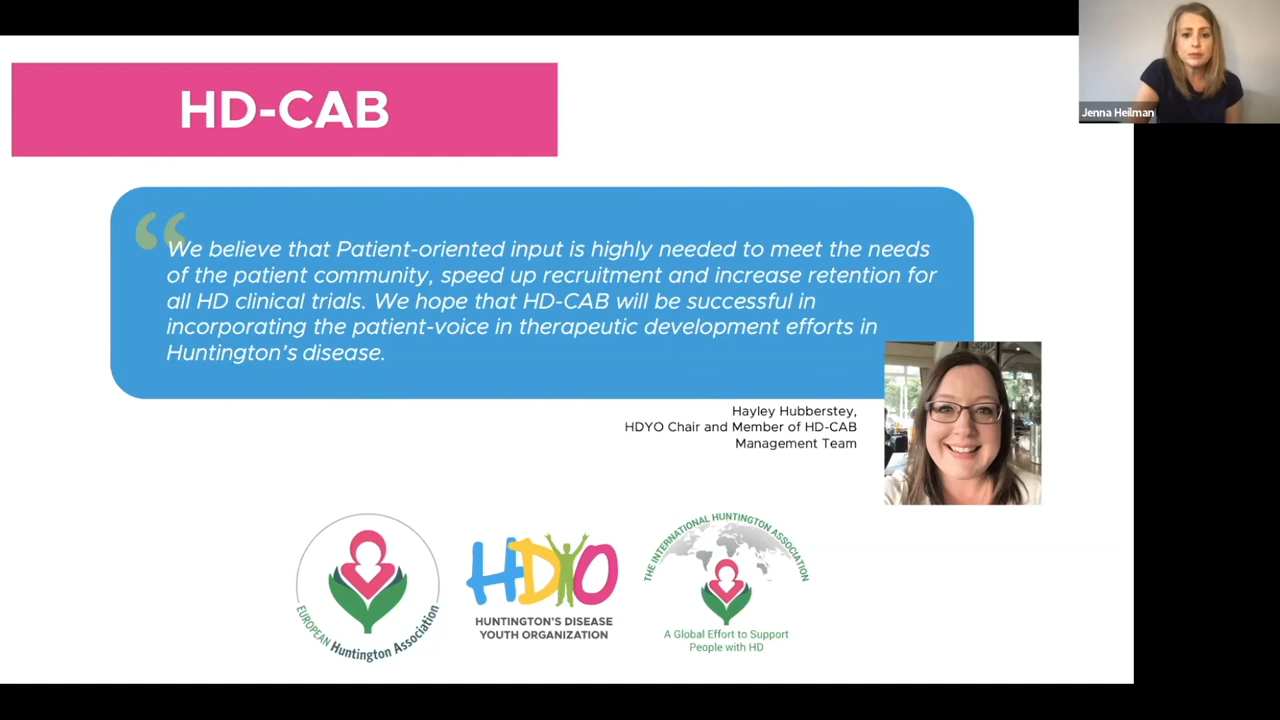 HD-CAB
Jenna Heilman
“
We believe that Patient-oriented input is highly needed to meet the needs
of the patient community, speed up recruitment and increase retention for
all HD clinical trials. We hope that HD-CAB will be successful in
incorporating the patient-voice in therapeutic development efforts in
Huntington’s disease.
Hayley Hubberstey,
HDYO Chair and Member of HD-CAB
Management Team
EUROPEAN Huntington Association
HDYO
HUNTINGTON’S DISEASE
YOUTH ORGANIZATION
THE INTERNATIONAL HUNTINGTON ASSOCIATION
A Global Effort to Support
People with HD